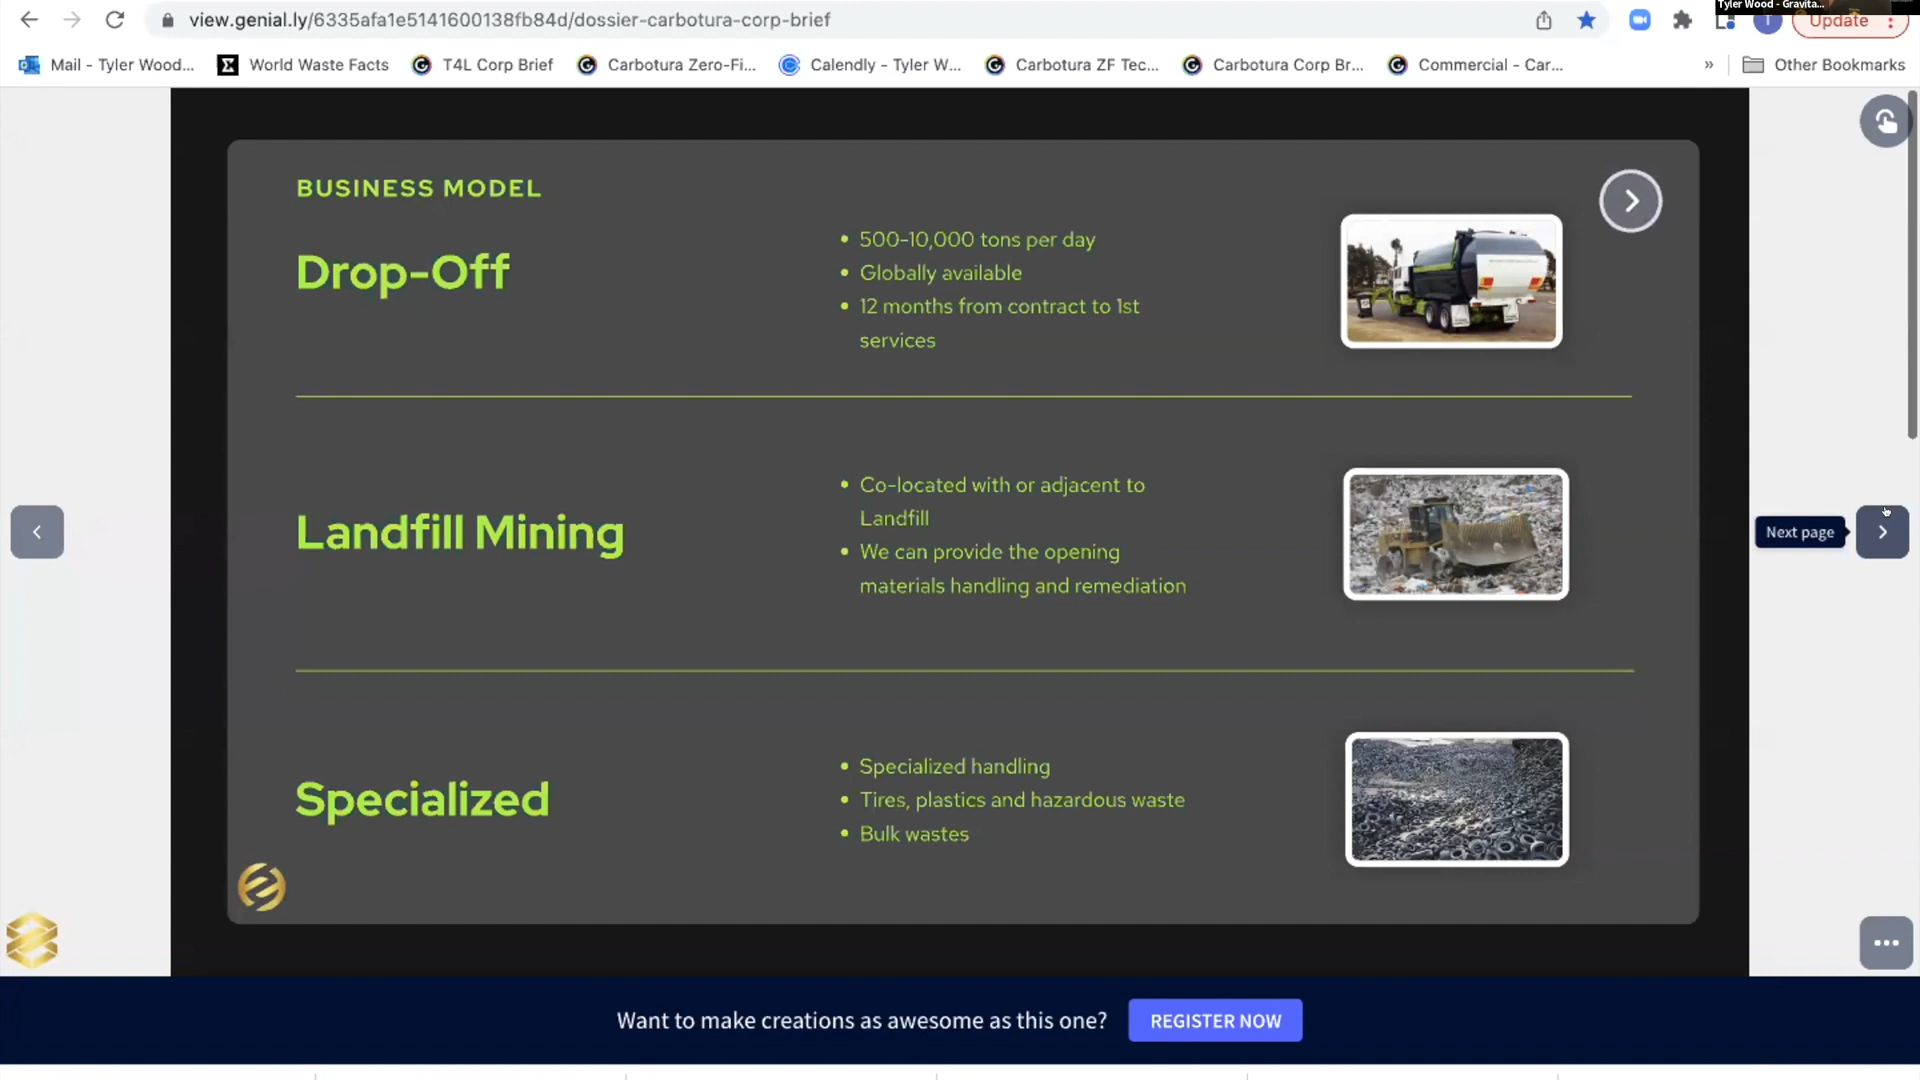 Tyler Wood - Gravita...
view.genial.ly/6335afa1e5141600138fb84d/dossier-carbotura-corp-brief
T
Update
Mail - Tyler Wood...
World Waste Facts
T4L Corp Brief
Carbotura Zero-Fi...
Calendly - Tyler W...
Carbotura ZF Tec...
Carbotura Corp Br...
Commercial - Car...
»
Other Bookmarks
BUSINESS MODEL
Drop-Off
• 500-10,000 tons per day
• Globally available
• 12 months from contract to 1st
services
Landfill Mining
• Co-located with or adjacent to
Landfill
• We can provide the opening
materials handling and remediation
Next page
Specialized
• Specialized handling
• Tires, plastics and hazardous waste
• Bulk wastes
Want to make creations as awesome as this one?
REGISTER NOW